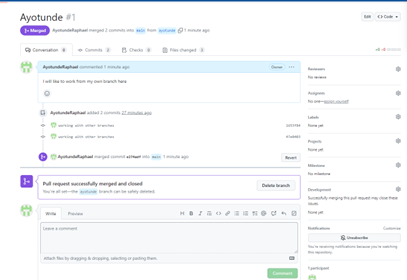 Ayotunde #1
Edit
Code
Merged
AyotundeRaphael merged 2 commits into main from ayotunde 1 minute ago
Conversation 0
Commits 2
Checks 0
Files changed 2
AyotundeRaphael commented 1 minute ago
Owner
I will like to work from my own branch here
AyotundeRaphael added 2 commits 27 minutes ago
working with other branches
working with other branches
AyotundeRaphael merged commit into main 1 minute ago
Revert
Pull request successfully merged and closed
You're all set—the ayotunde branch can be safely deleted.
Delete branch
Write
Preview
Leave a comment
Attach files by dragging & dropping, selecting or pasting them.
Comment
Reviewers
No reviews
Assignees
No one—assign yourself
Labels
None yet
Projects
None yet
Milestone
No milestone
Development
Successfully merging this pull request may close these issues.
None yet
Notifications
Customize
Unsubscribe
You're receiving notifications because you're watching this repository.
1 participant